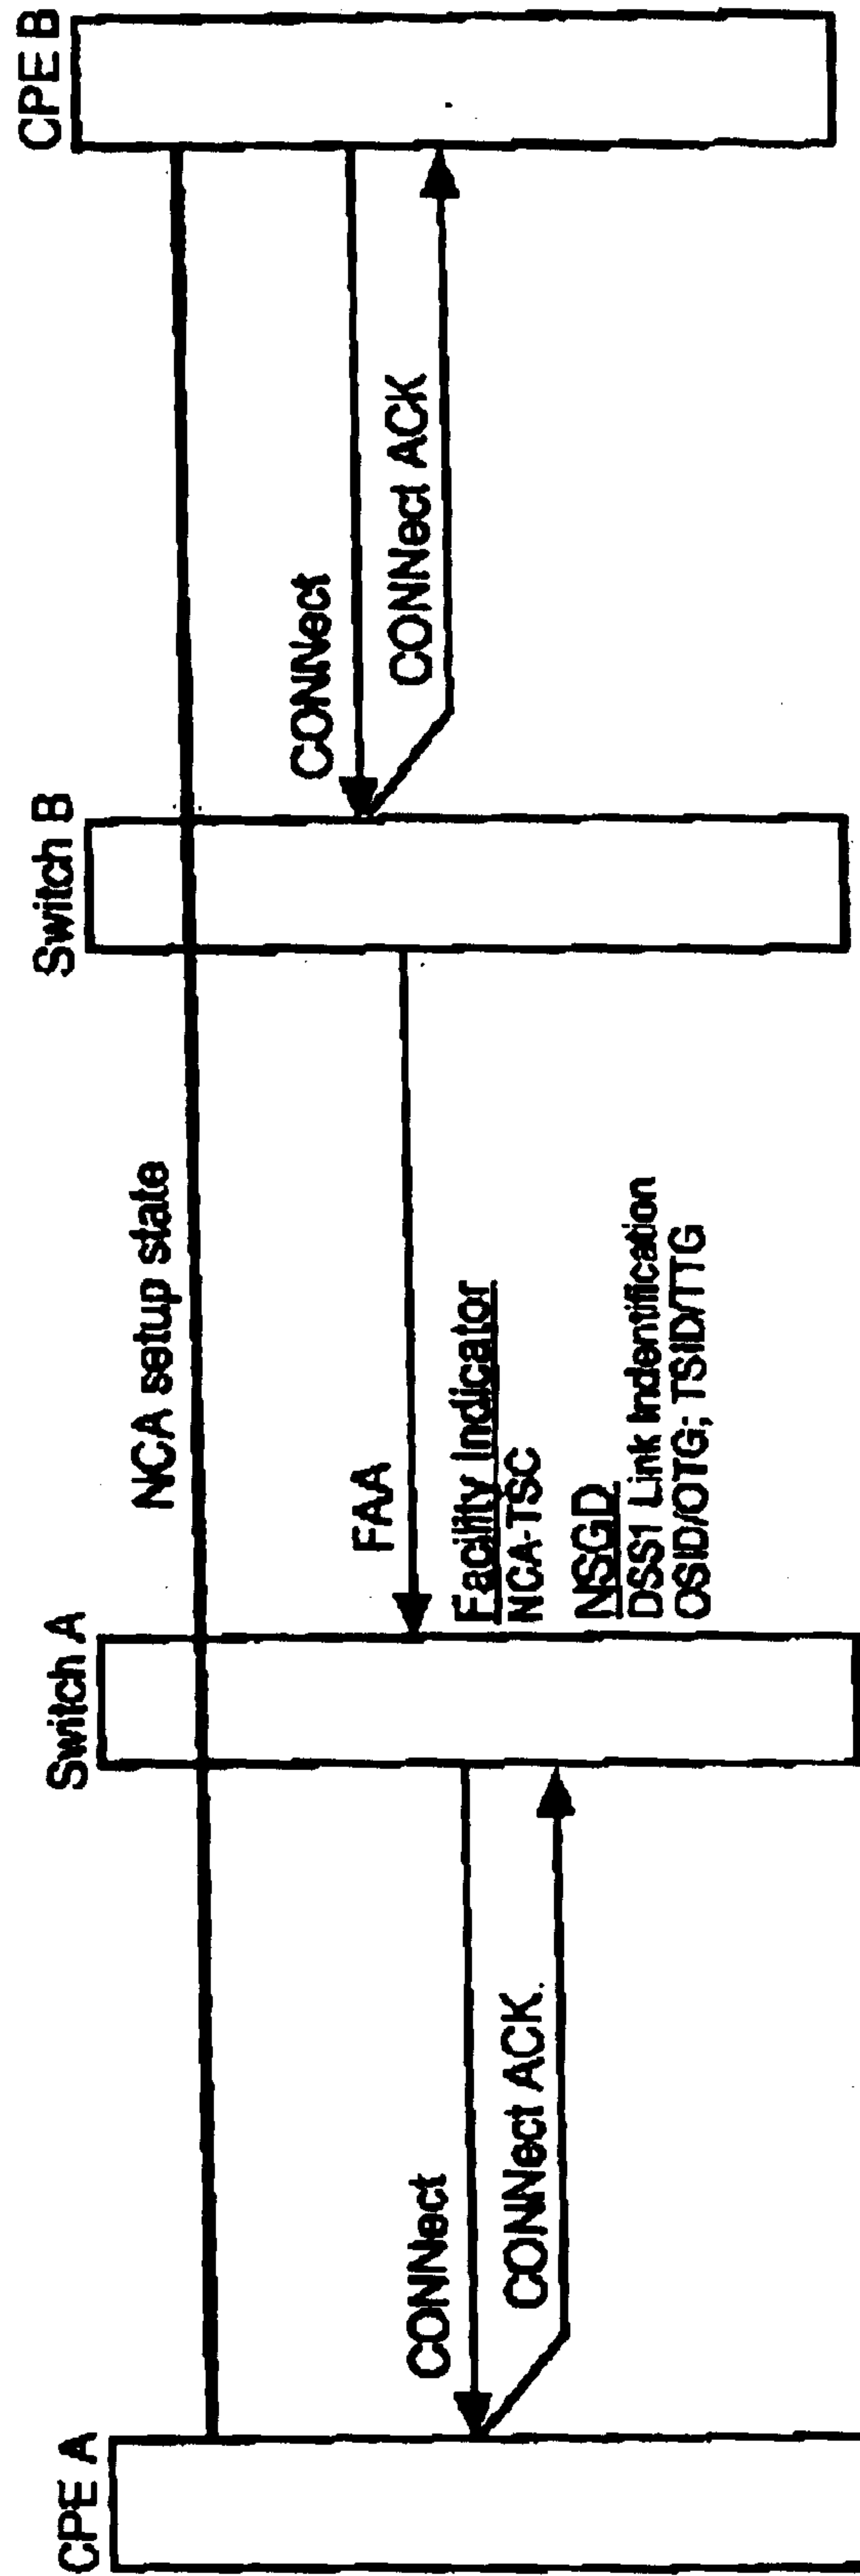 CPE A
Switch A
Switch B
CPE B
NCA setup state
CONNect
CONNect ACK
FAA
Facility Indicator
NCA-TSC
NSGD
DSS1 Link Indentification
OSID/OTG; TSID/TTG
CONNect
CONNect ACK.